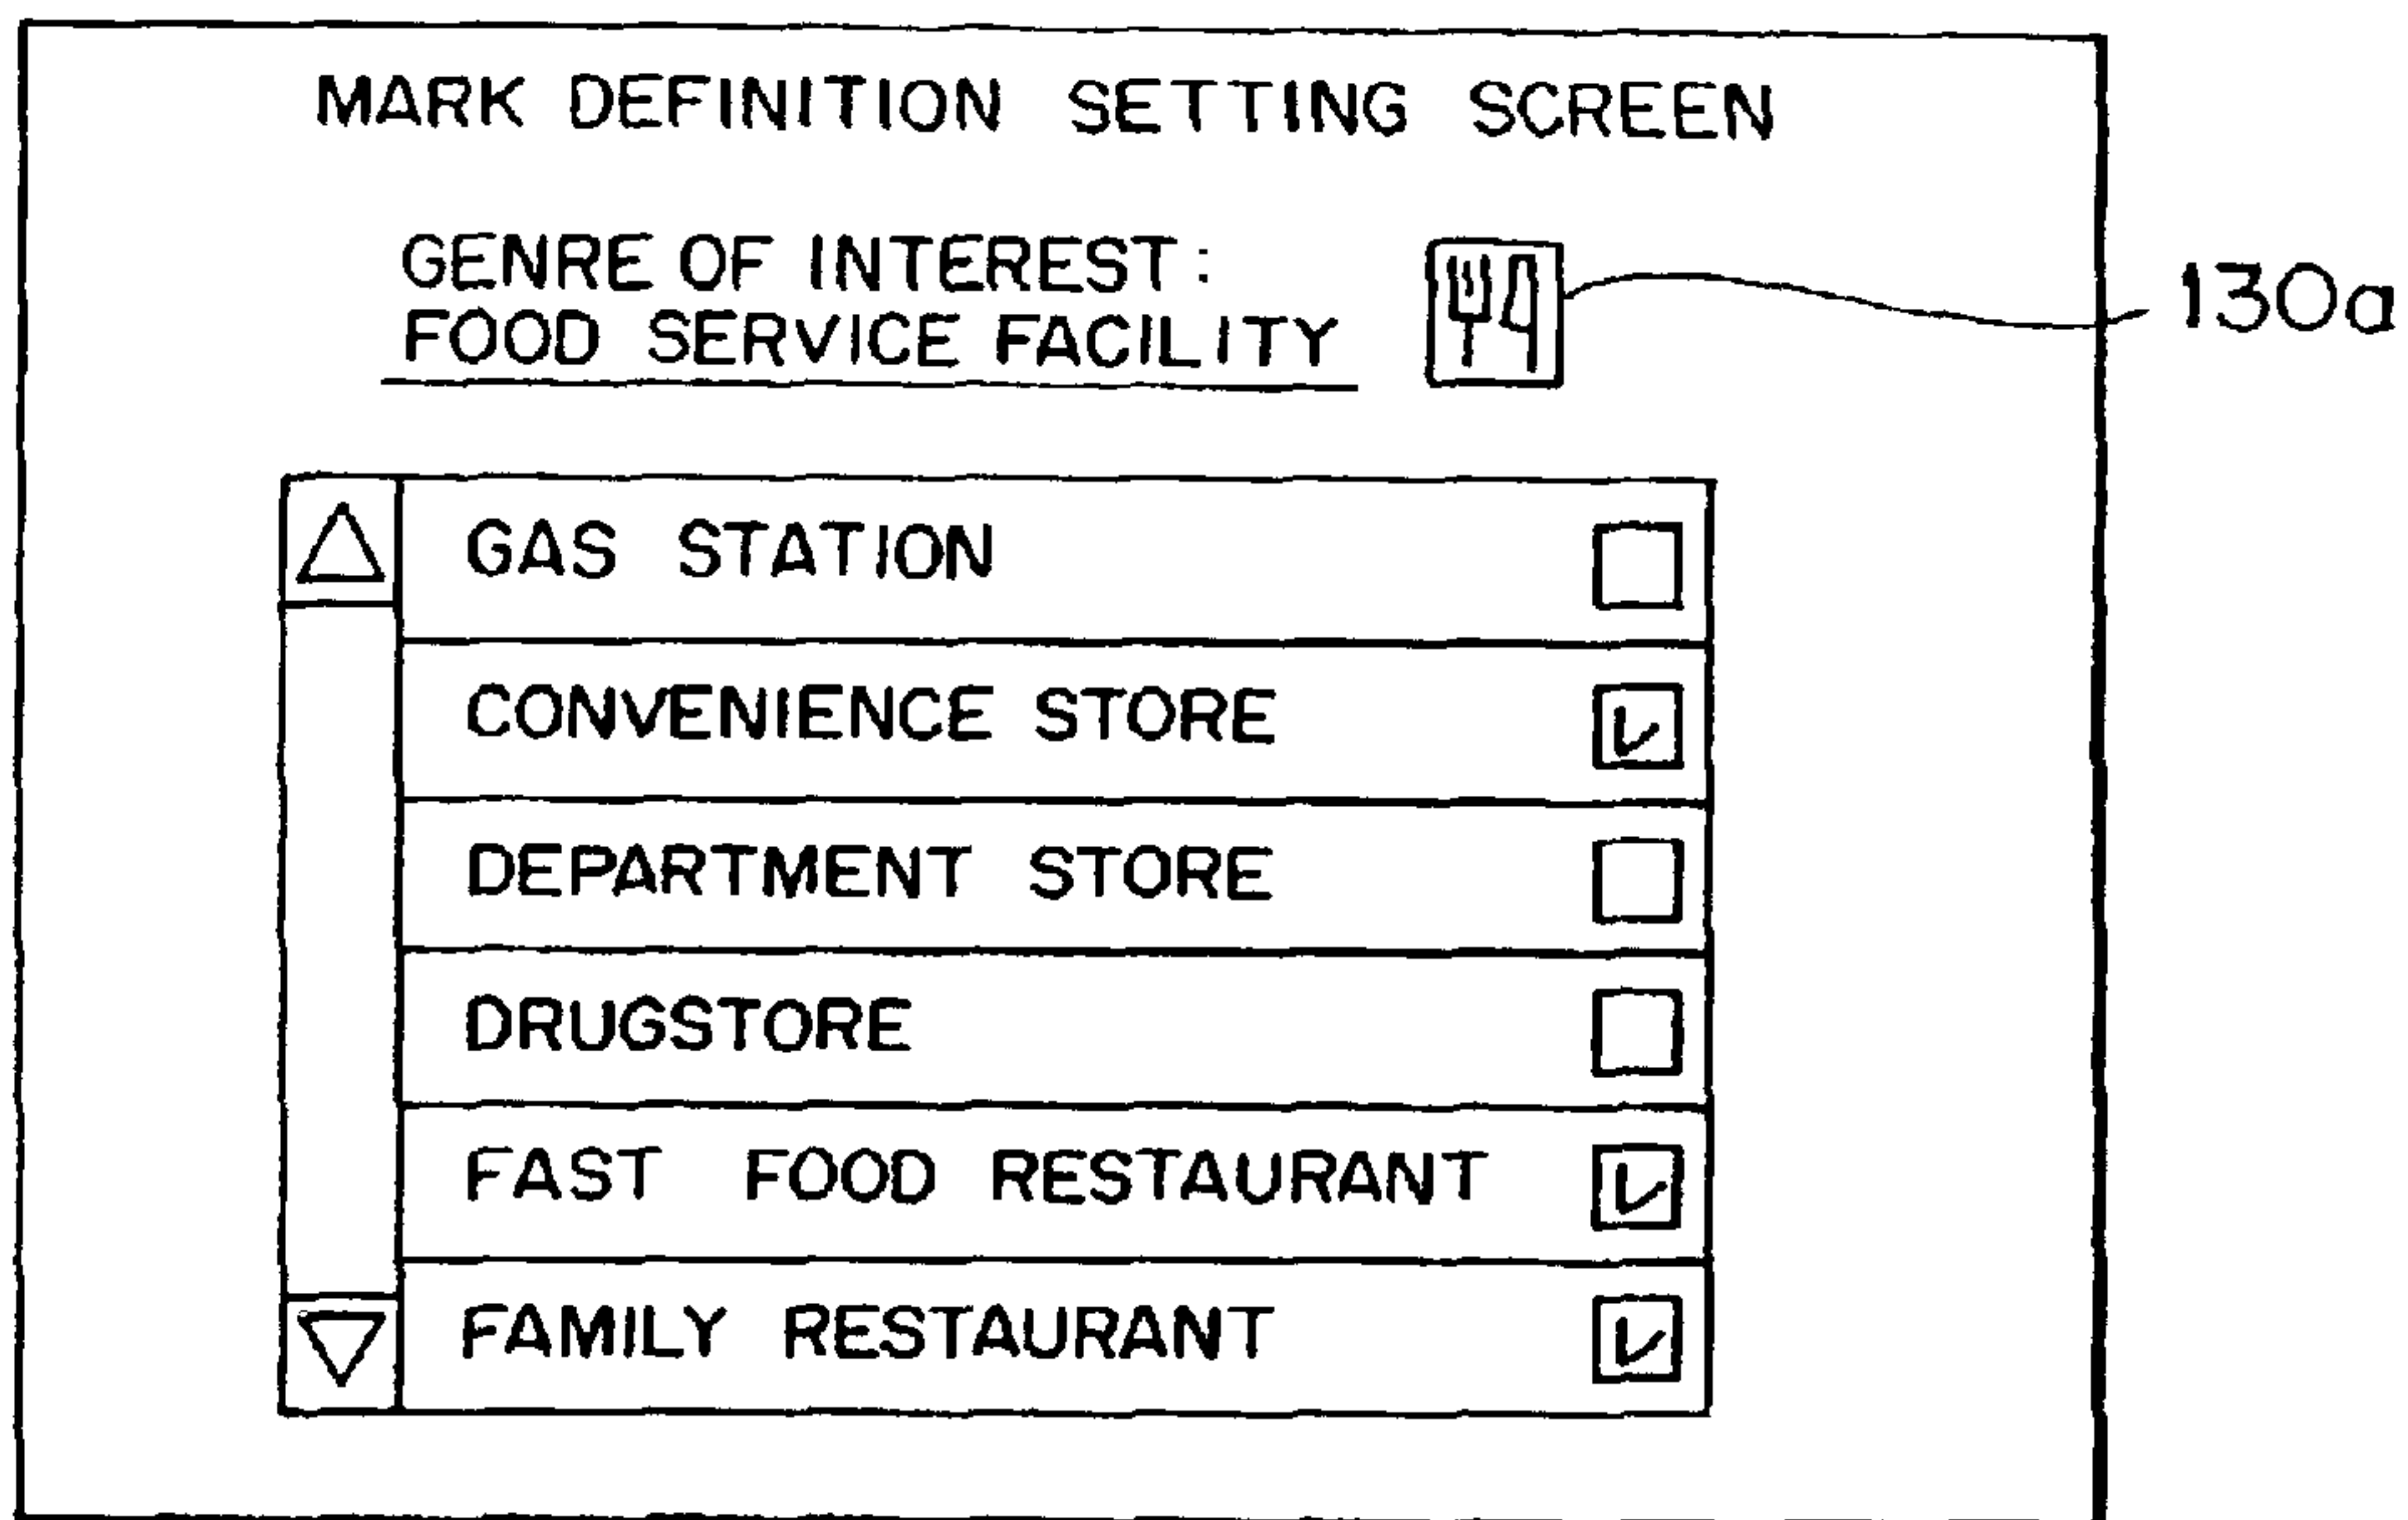 MARK DEFINITION SETTING SCREEN
GENRE OF INTEREST:
FOOD SERVICE FACILITY
130a
GAS STATION
CONVENIENCE STORE
DEPARTMENT STORE
DRUGSTORE
FAST FOOD RESTAURANT
FAMILY RESTAURANT